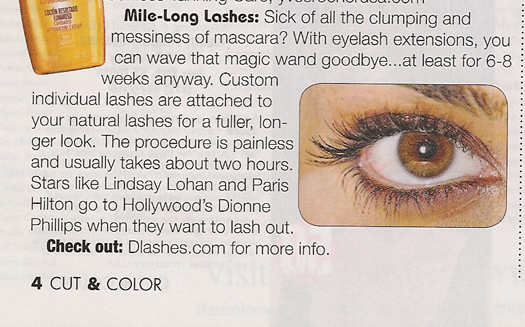 LOCIÓN
Mile-Long Lashes: Sick of all the clumping and
messiness of mascara? With eyelash extensions, you
can wave that magic wand goodbye...at least for 6-8
weeks anyway. Custom
individual lashes are attached to
your natural lashes for a fuller, lon-
ger look. The procedure is painless
and usually takes about two hours.
Stars like Lindsay Lohan and Paris
Hilton go to Hollywood's Dionne
Phillips when they want to lash out.
Check out: Dlashes.com for more info.
4 CUT & COLOR